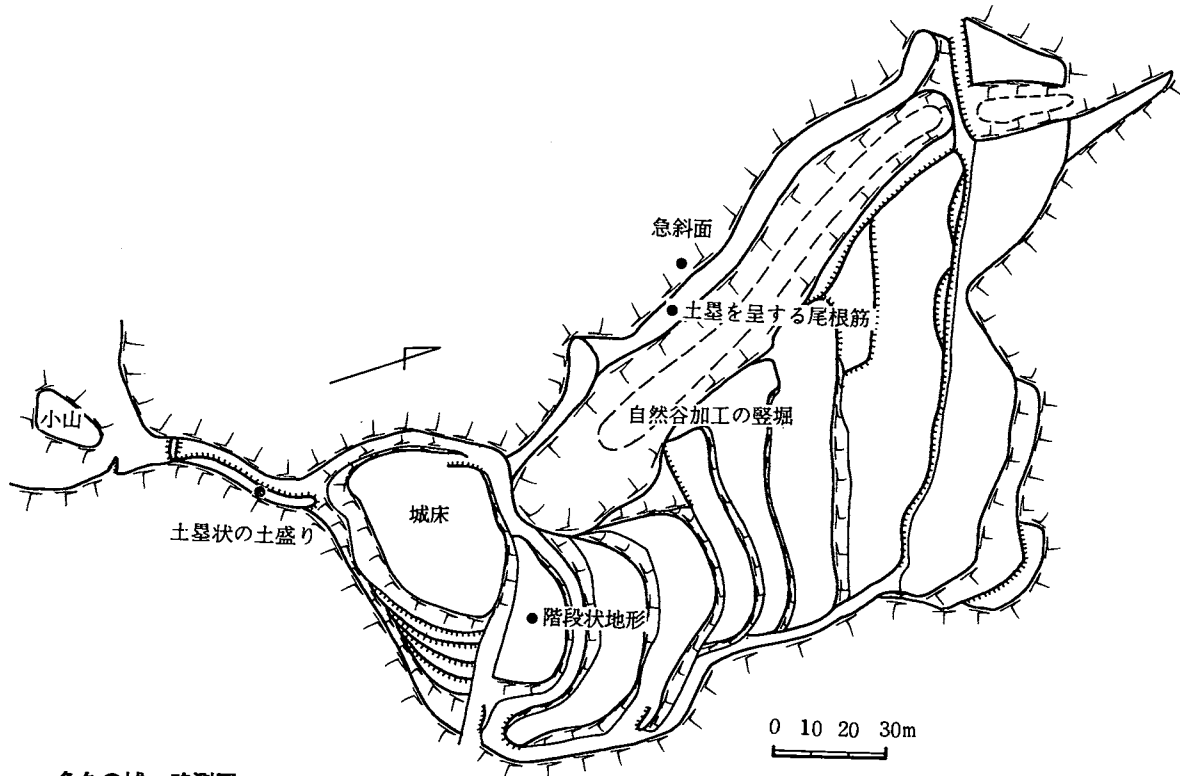 急斜面
土塁を呈する尾根筋
自然谷加工の竪堀
小山
城床
土塁状の土盛り
階段状地形
0 10 20 30m